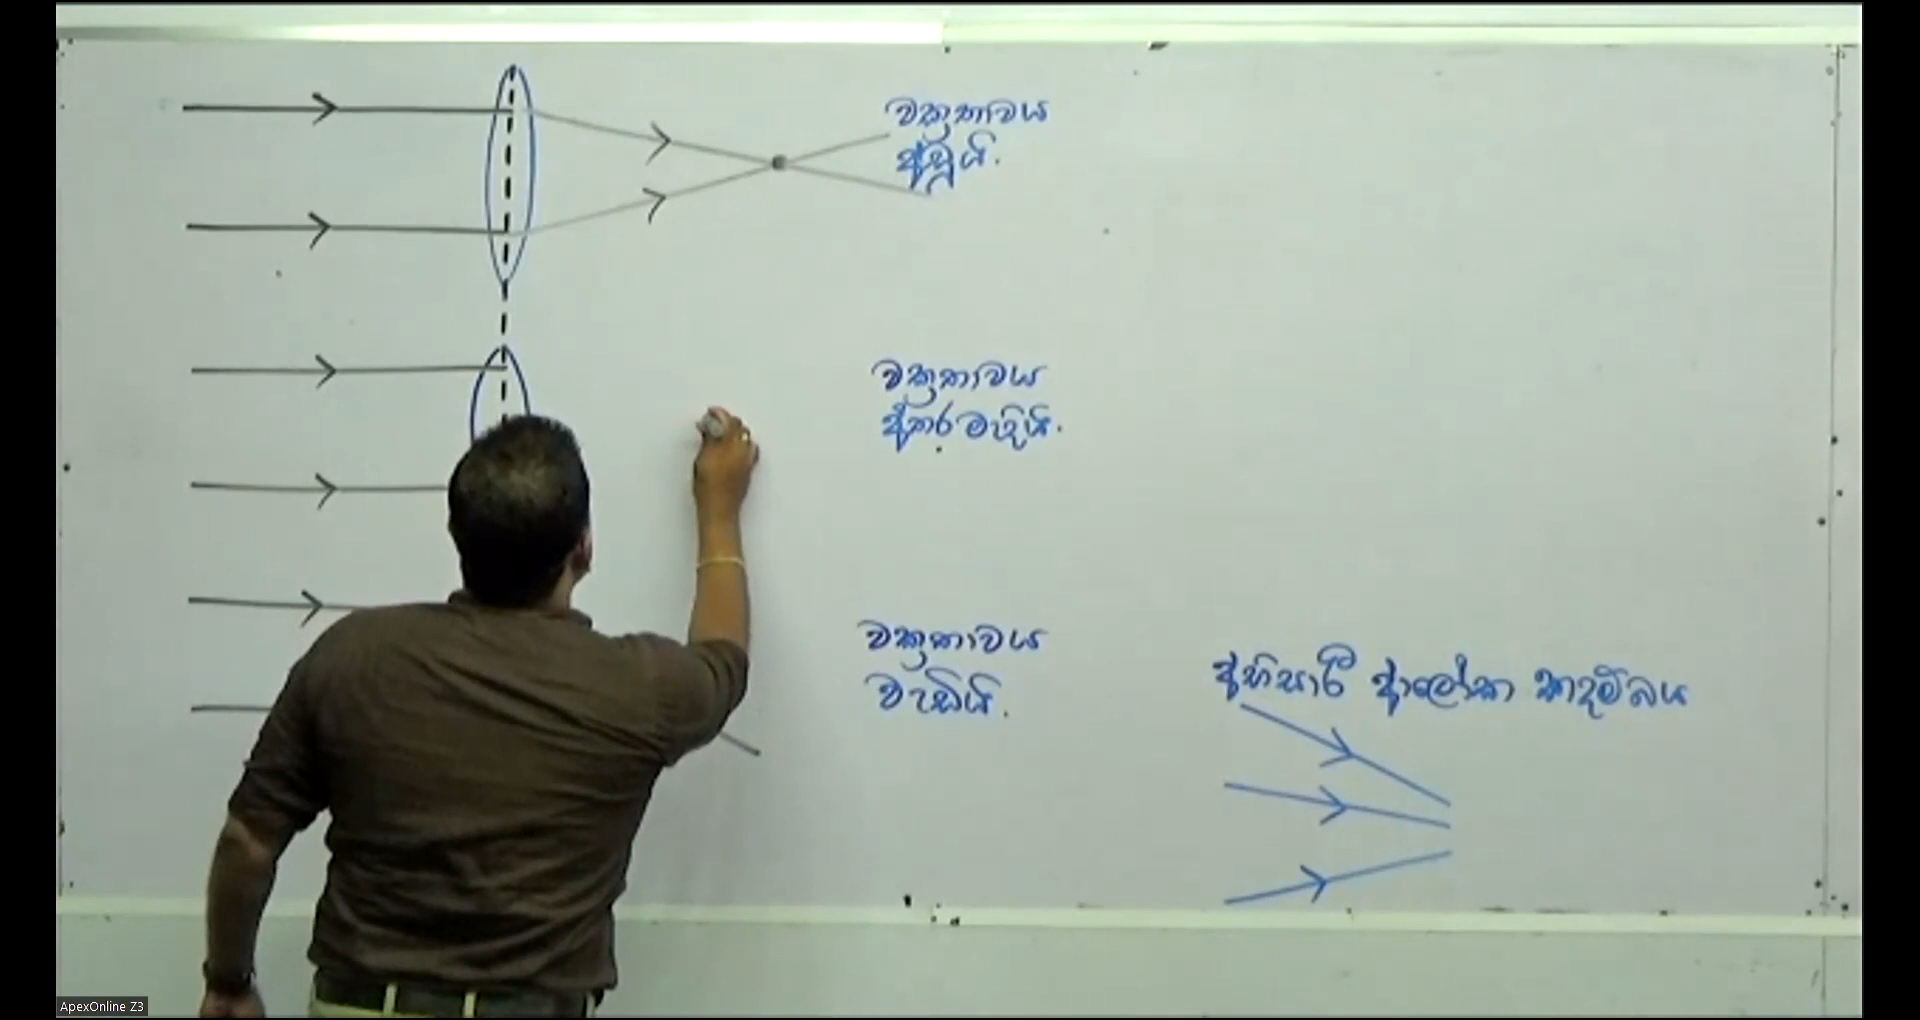 වක්‍රතාවය
අඩුයි.
වක්‍රතාවය
අතරමැදියි.
වක්‍රතාවය
වැඩියි.
අභිසාරී ආලෝක කදම්බය
ApexOnline Z3